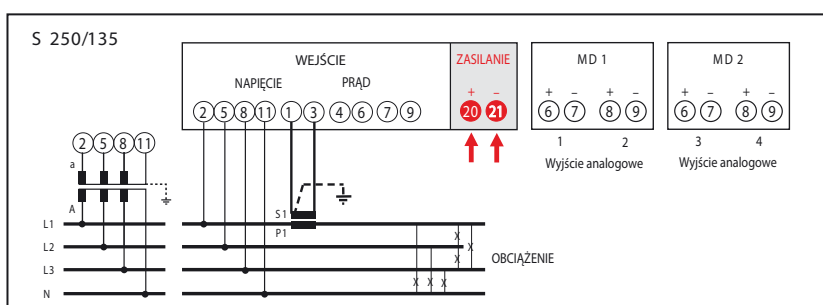 S 250/135
WEJŚCIE
NAPIĘCIE PRĄD
2 5 8 11 1 3 4 6 7 9
ZASILANIE
+ –
20 21
MD 1
+ – + –
6 7 8 9
1 2
Wyjście analogowe
MD 2
+ – + –
6 7 8 9
3 4
Wyjście analogowe
2 5 8 11
a
A
S1
P1
L1
L2
L3
N
X
X
X
X X X
OBCIĄŻENIE